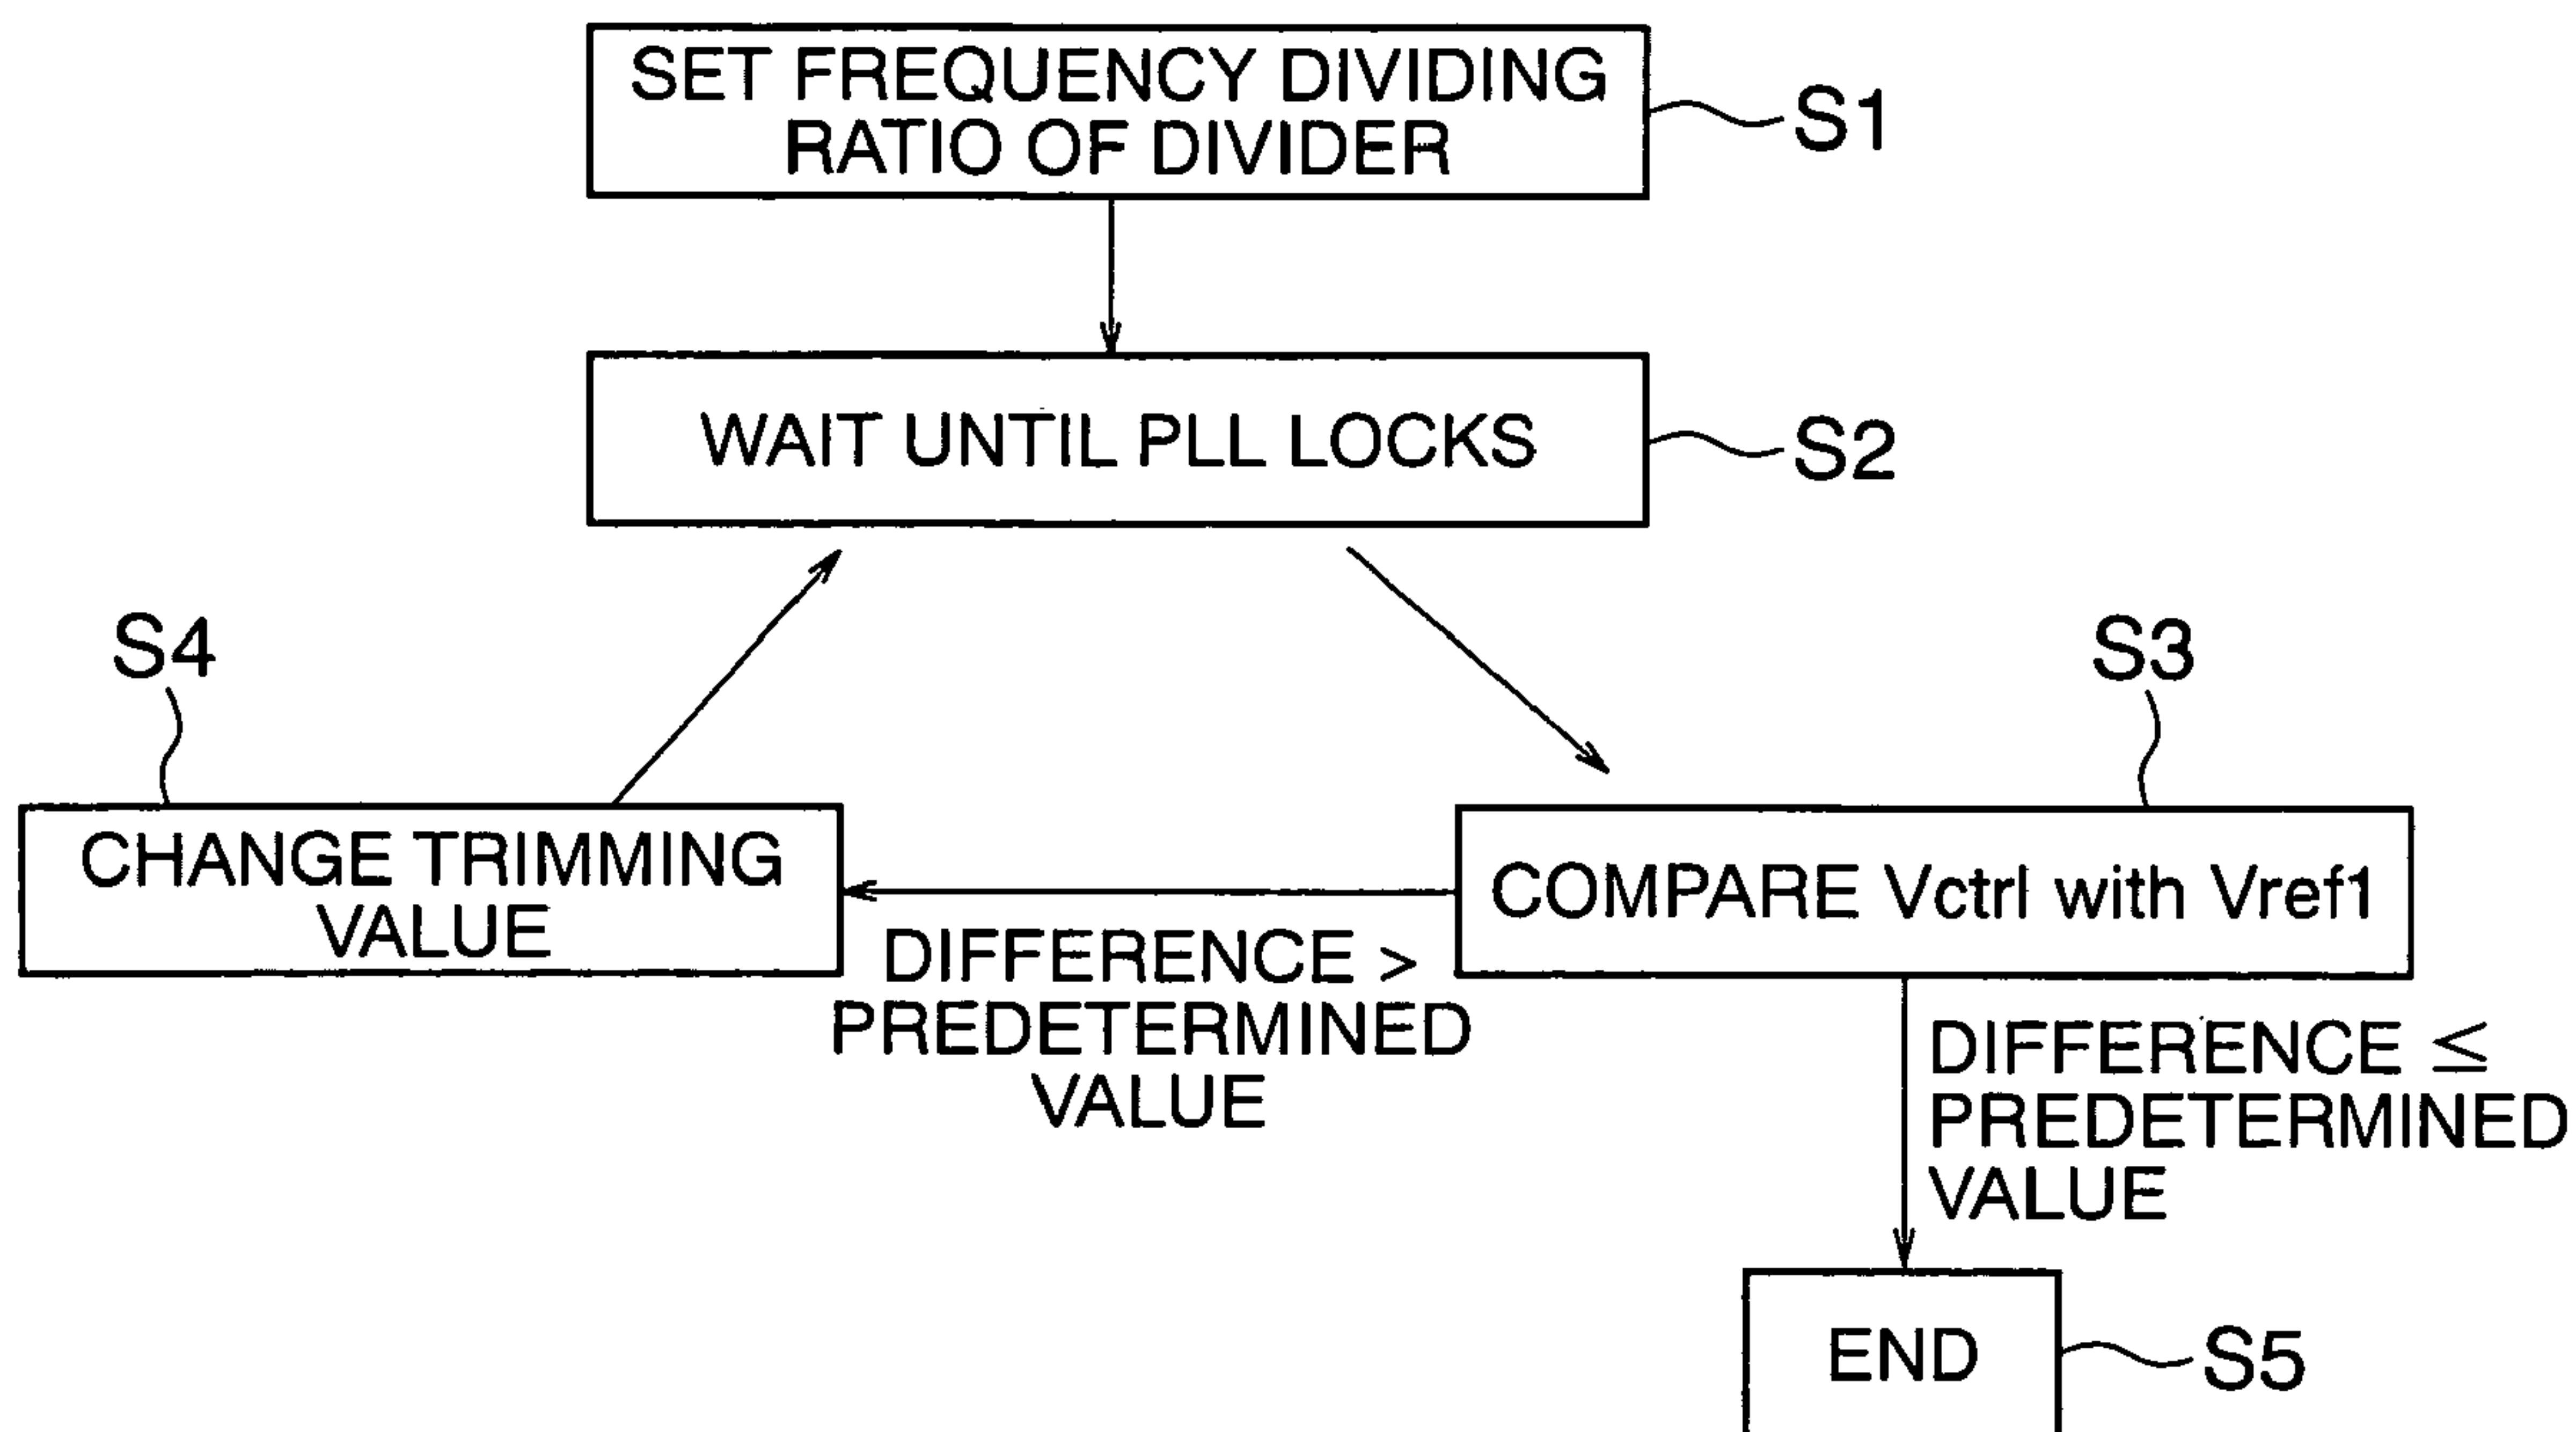 SET FREQUENCY DIVIDING
RATIO OF DIVIDER
S1
WAIT UNTIL PLL LOCKS
S2
S4
S3
CHANGE TRIMMING
VALUE
COMPARE Vctrl with Vref1
DIFFERENCE >
PREDETERMINED
VALUE
DIFFERENCE ≤
PREDETERMINED
VALUE
END
S5